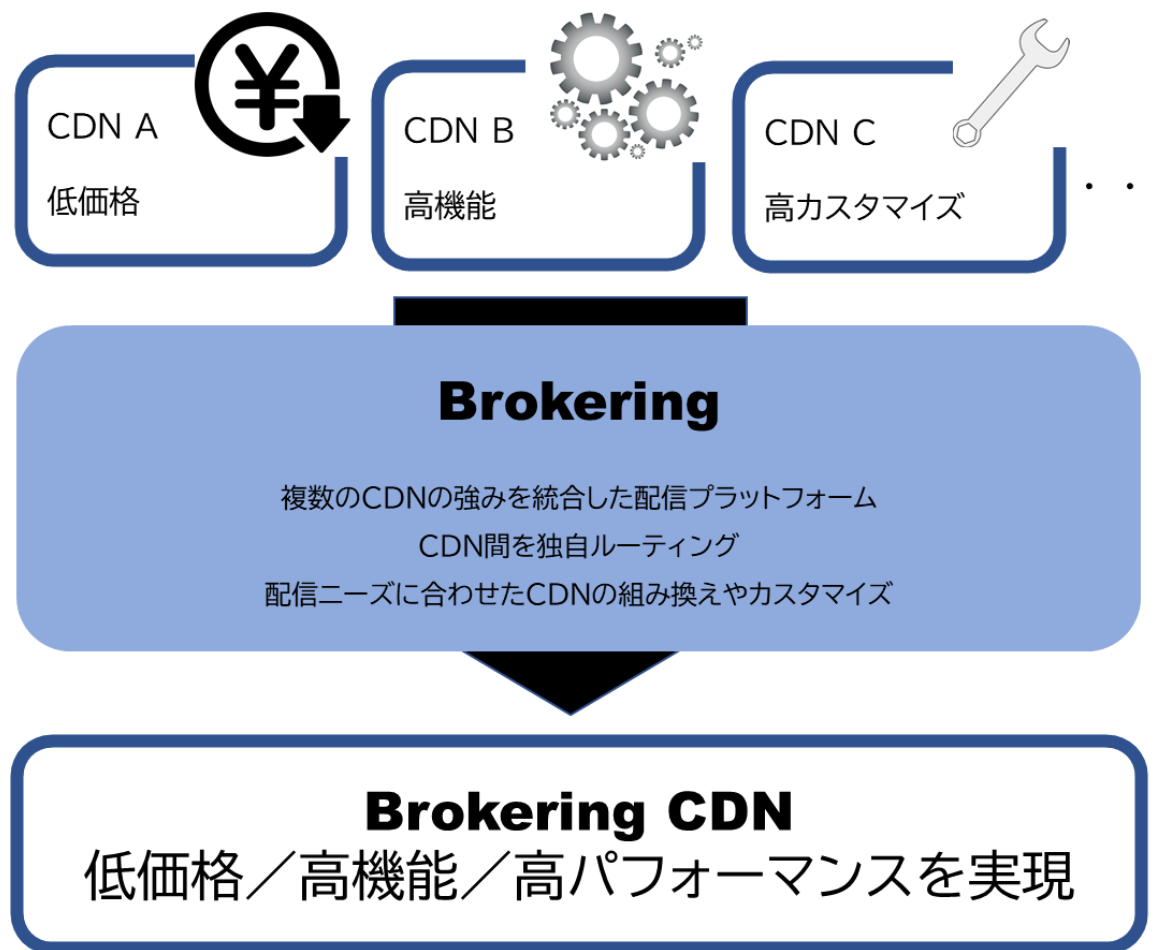 CDN A
低価格
CDN B
高機能
CDN C
高カスタマイズ
・・
Brokering
複数のCDNの強みを統合した配信プラットフォーム
CDN間を独自ルーティング
配信ニーズに合わせたCDNの組み換えやカスタマイズ
Brokering CDN
低価格／高機能／高パフォーマンスを実現